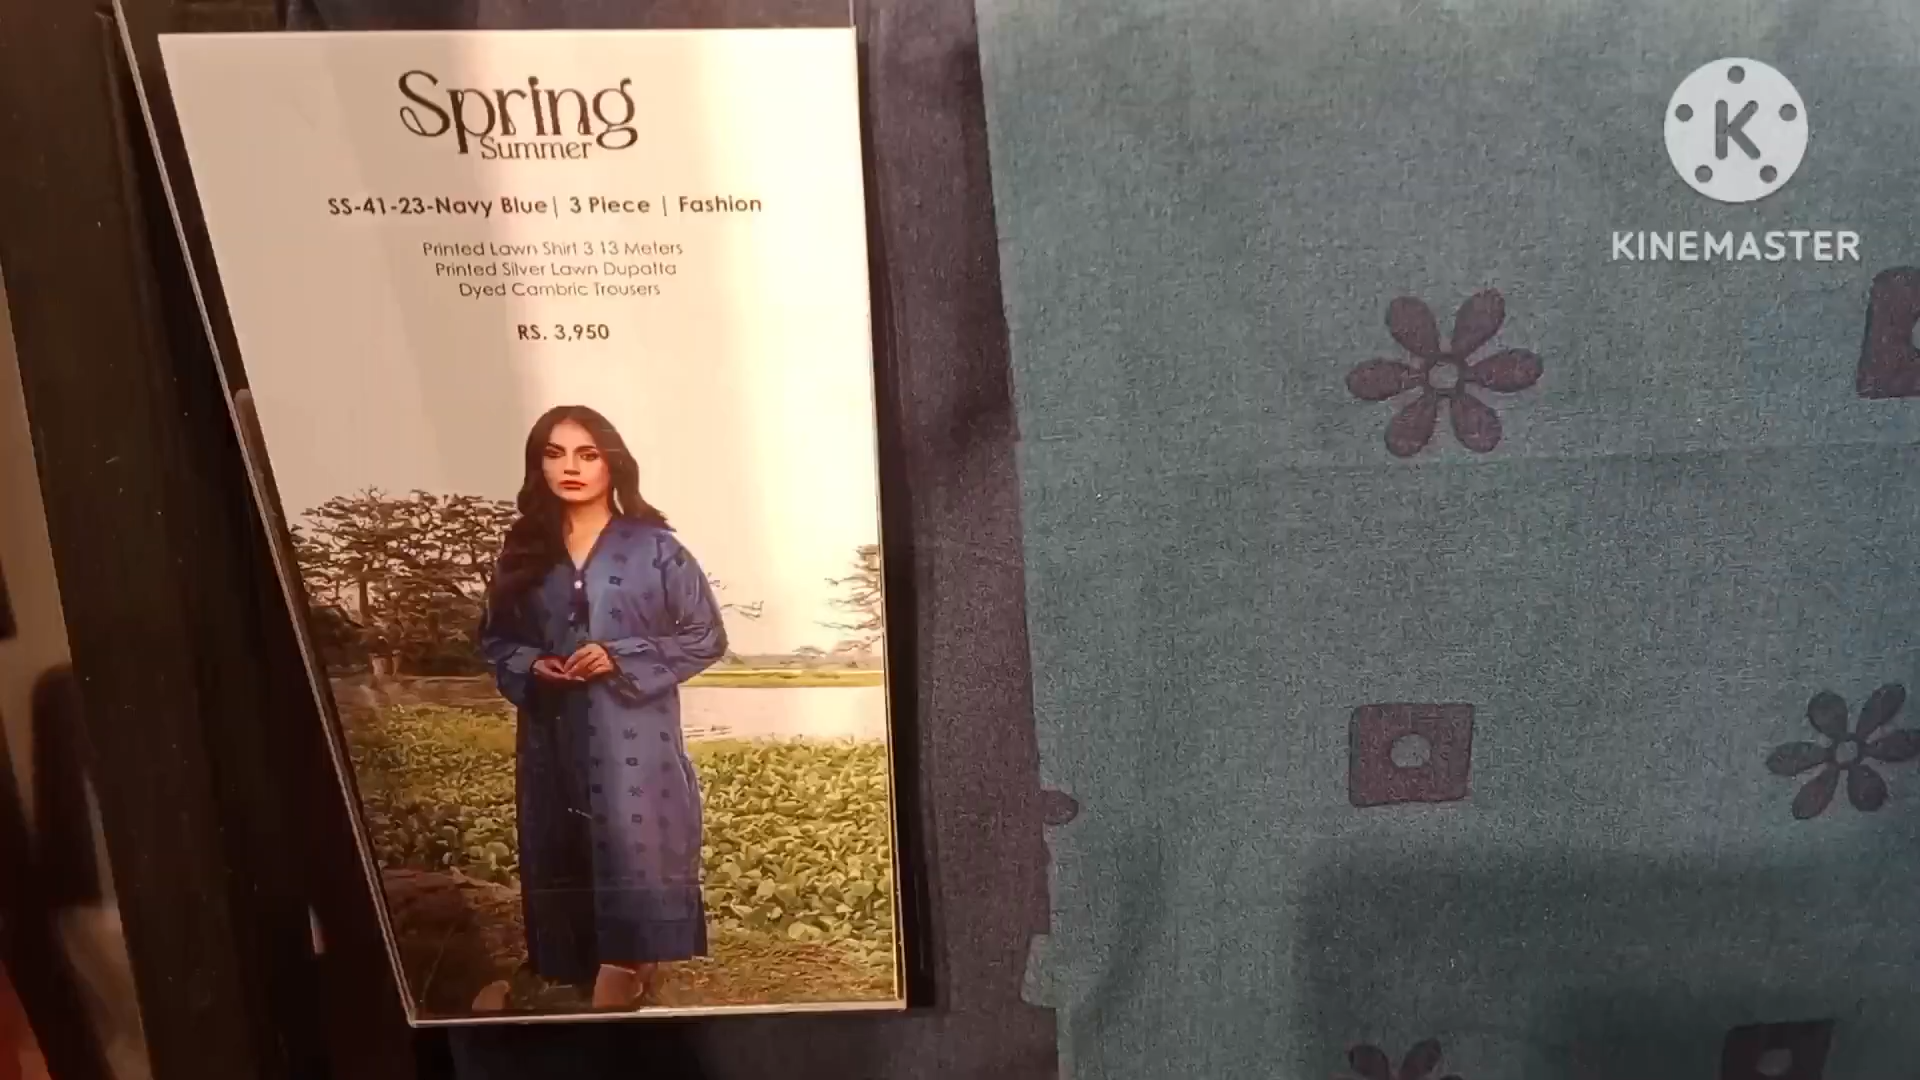 Spring
Summer
SS-41-23-Navy Blue| 3 Piece | Fashion
Printed Lawn Shirt 3.13 Meters
Printed Silver Lawn Dupatta
Dyed Cambric Trousers
RS. 3,950
K
KINEMASTER